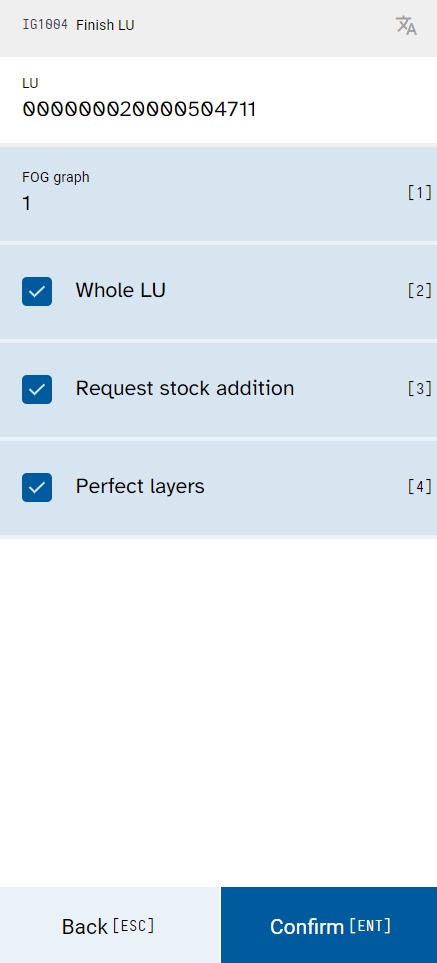 IG1004 Finish LU
LU
000000020000504711
FOG graph
1 [1]
Whole LU [2]
Request stock addition [3]
Perfect layers [4]
Back [ESC] Confirm [ENT]